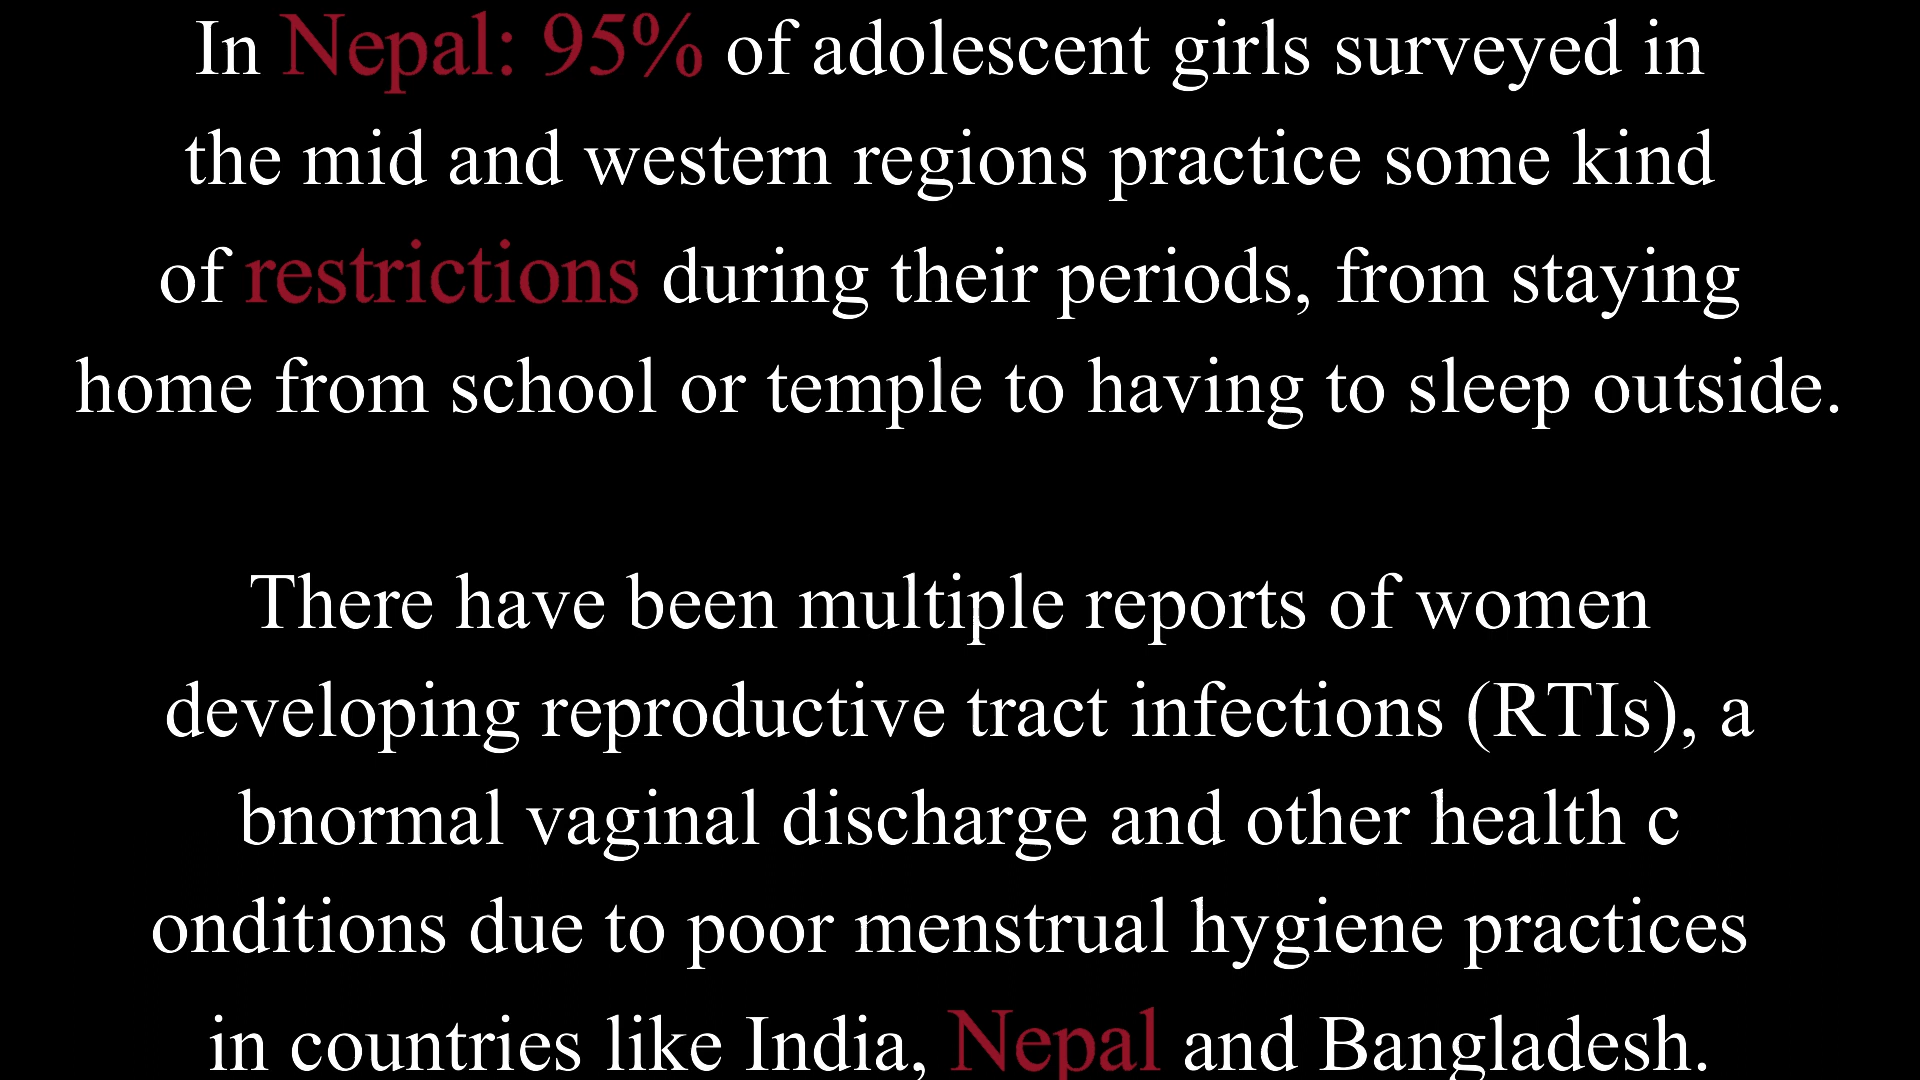 In Nepal: 95% of adolescent girls surveyed in
the mid and western regions practice some kind
of restrictions during their periods, from staying
home from school or temple to having to sleep outside.
There have been multiple reports of women
developing reproductive tract infections (RTIs), a
bnormal vaginal discharge and other health c
onditions due to poor menstrual hygiene practices
in countries like India, Nepal and Bangladesh.